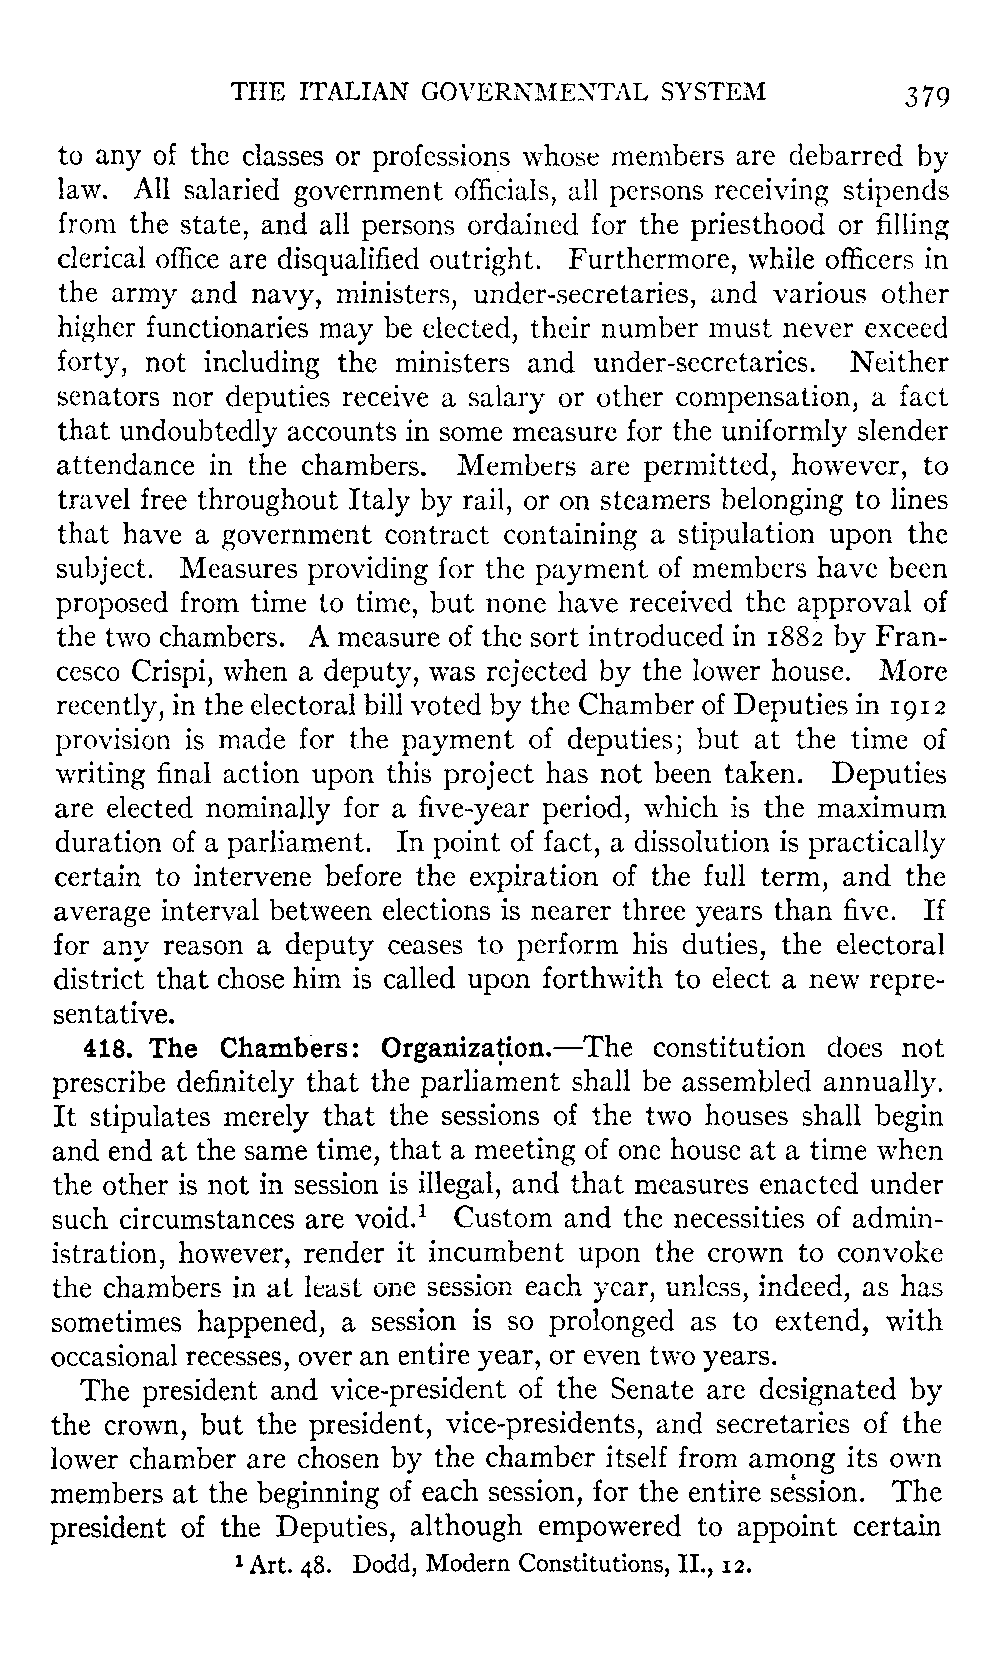 THE ITALIAN GOVERNMENTAL SYSTEM 379
to any of the classes or professions whose members are debarred by
law. All salaried government officials, all persons receiving stipends
from the state, and all persons ordained for the priesthood or filling
clerical office are disqualified outright. Furthermore, while officers in
the army and navy, ministers, under-secretaries, and various other
higher functionaries may be elected, their number must never exceed
forty, not including the ministers and under-secretaries. Neither
senators nor deputies receive a salary or other compensation, a fact
that undoubtedly accounts in some measure for the uniformly slender
attendance in the chambers. Members are permitted, however, to
travel free throughout Italy by rail, or on steamers belonging to lines
that have a government contract containing a stipulation upon the
subject. Measures providing for the payment of members have been
proposed from time to time, but none have received the approval of
the two chambers. A measure of the sort introduced in 1882 by Fran-
cesco Crispi, when a deputy, was rejected by the lower house. More
recently, in the electoral bill voted by the Chamber of Deputies in 1912
provision is made for the payment of deputies; but at the time of
writing final action upon this project has not been taken. Deputies
are elected nominally for a five-year period, which is the maximum
duration of a parliament. In point of fact, a dissolution is practically
certain to intervene before the expiration of the full term, and the
average interval between elections is nearer three years than five. If
for any reason a deputy ceases to perform his duties, the electoral
district that chose him is called upon forthwith to elect a new repre-
sentative.
418. The Chambers: Organization.—The constitution does not
prescribe definitely that the parliament shall be assembled annually.
It stipulates merely that the sessions of the two houses shall begin
and end at the same time, that a meeting of one house at a time when
the other is not in session is illegal, and that measures enacted under
such circumstances are void.¹ Custom and the necessities of admin-
istration, however, render it incumbent upon the crown to convoke
the chambers in at least one session each year, unless, indeed, as has
sometimes happened, a session is so prolonged as to extend, with
occasional recesses, over an entire year, or even two years.
The president and vice-president of the Senate are designated by
the crown, but the president, vice-presidents, and secretaries of the
lower chamber are chosen by the chamber itself from among its own
members at the beginning of each session, for the entire session. The
president of the Deputies, although empowered to appoint certain
¹ Art. 48. Dodd, Modern Constitutions, II., 12.